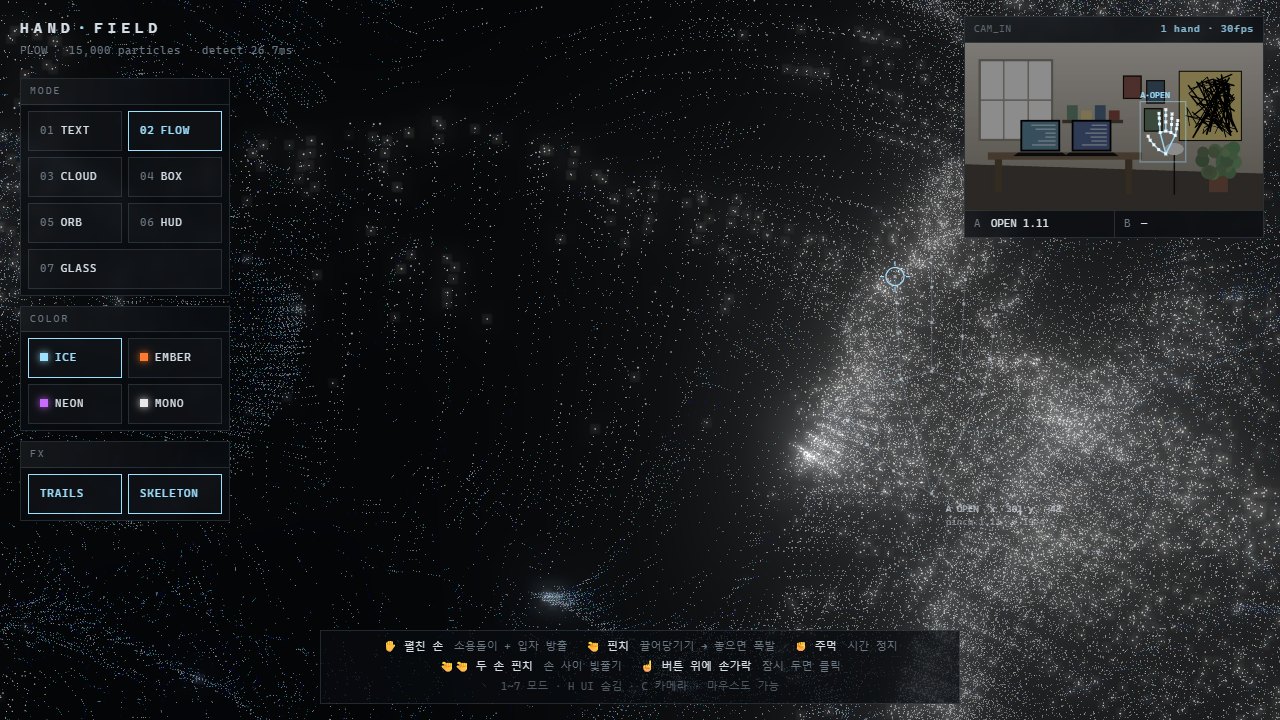 HAND·FIELD
FLOW · 15,000 particles · detect 26.7ms
MODE
01 TEXT
02 FLOW
03 CLOUD
04 BOX
05 ORB
06 HUD
07 GLASS
COLOR
ICE
EMBER
NEON
MONO
FX
TRAILS
SKELETON
CAM_IN
1 hand · 30fps
A·OPEN
A OPEN 1.11
B —
A OPEN
✋ 펼친 손 소용돌이 + 입자 방출 🤏 핀치 끌어당기기 → 놓으면 폭발 ✊ 주먹 시간 정지
🤏🤏 두 손 핀치 손 사이 빛줄기 ☝ 버튼 위에 손가락 잠시 두면 클릭
1~7 모드 · H UI 숨김 · C 카메라 · 마우스도 가능